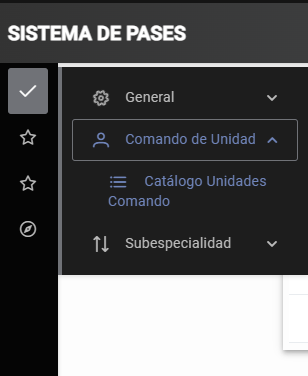 SISTEMA DE PASES
General
Comando de Unidad
Catálogo Unidades
Comando
Subespecialidad